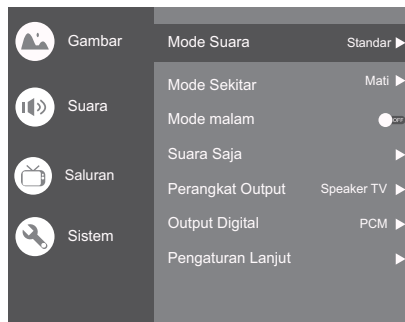 Gambar
Suara
Saluran
Sistem
Mode Suara Standar
Mode Sekitar Mati
Mode malam OFF
Suara Saja
Perangkat Output Speaker TV
Output Digital PCM
Pengaturan Lanjut